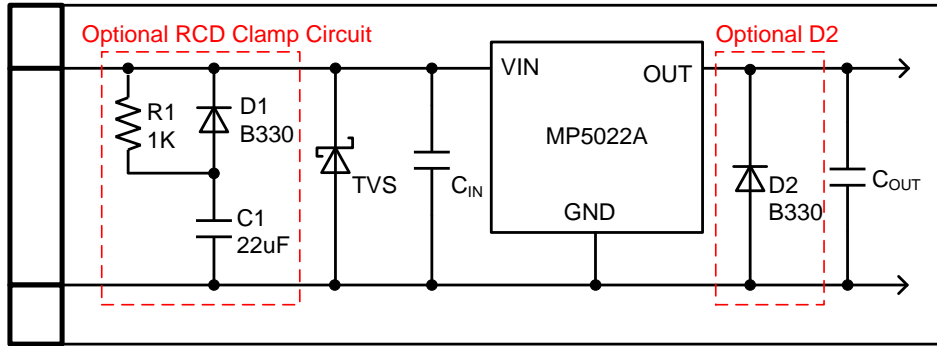 Optional RCD Clamp Circuit
Optional D2
VIN
OUT
MP5022A
GND
R1
1K
D1
B330
C1
22uF
TVS
CIN
D2
B330
COUT